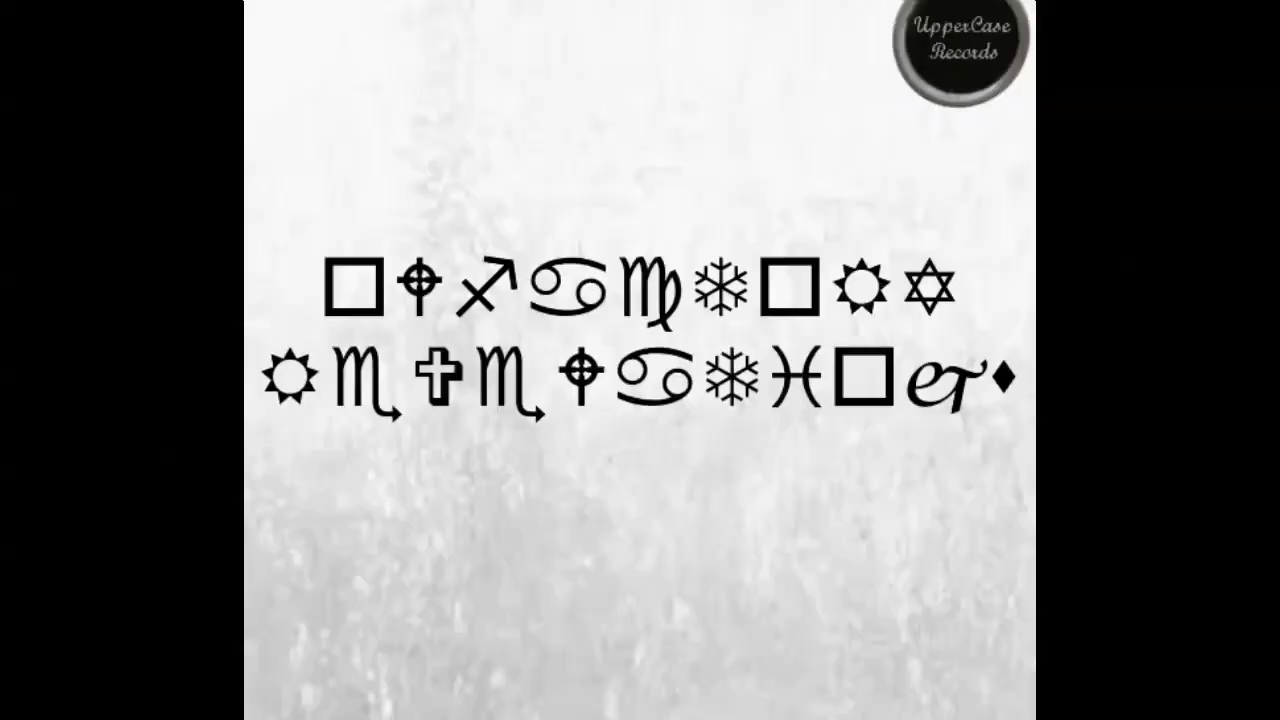 UpperCase
Records
□🕈♐♋♍❄□☼✡
☼♏🕆♏🕈♋❄♓□🙰⬧